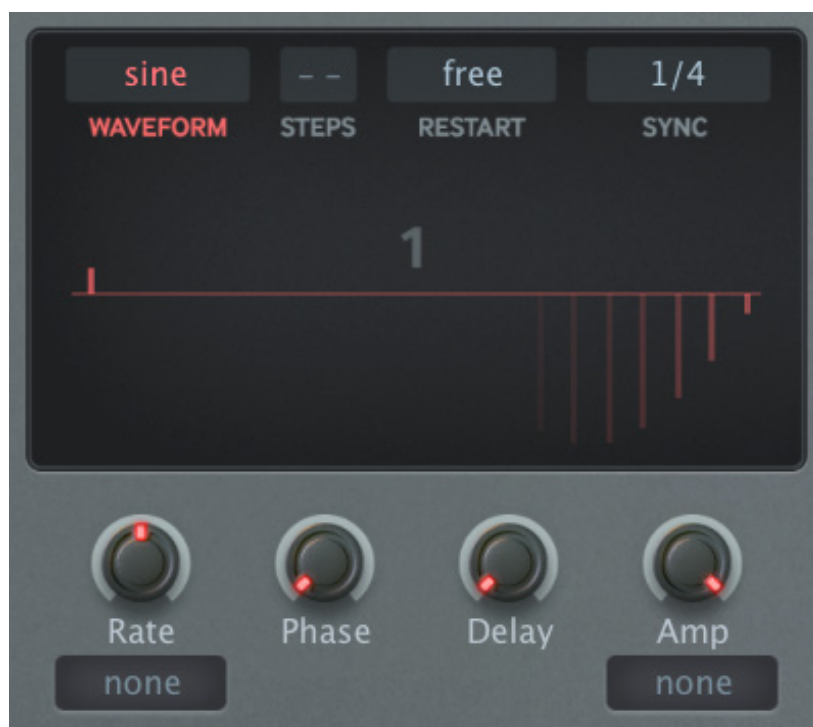 sine -- free 1/4
WAVEFORM STEPS RESTART SYNC
1
Rate Phase Delay Amp
none none